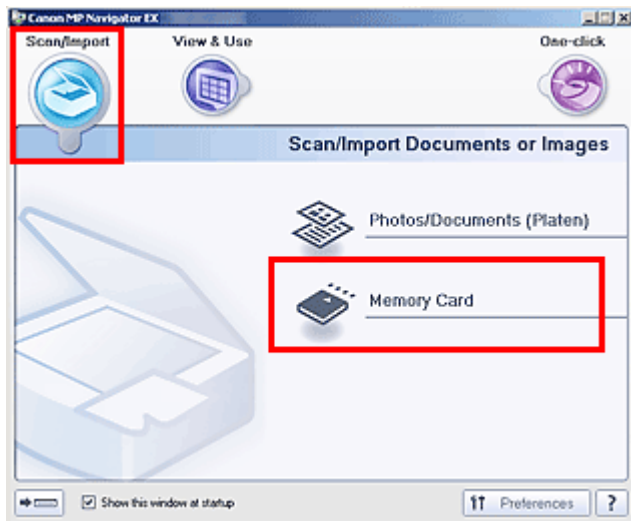 Canon MP Navigator EX
Scan/Import View & Use One-click
Scan/Import Documents or Images
Photos/Documents (Platen)
Memory Card
Show this window at startup Preferences ?